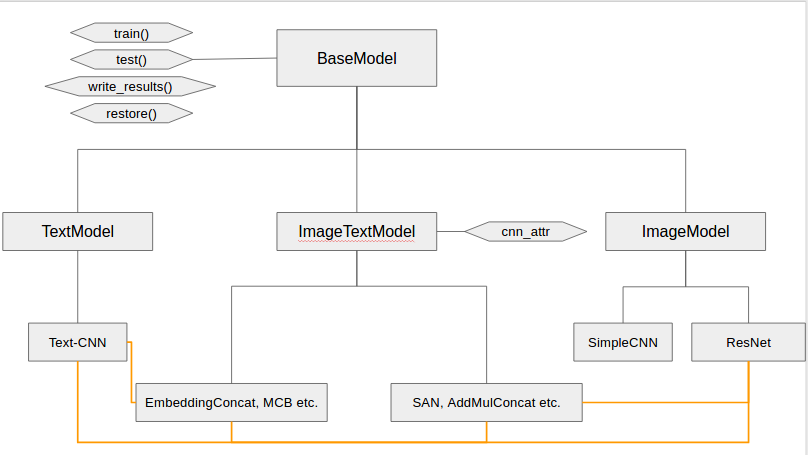 train()
test()
write_results()
restore()
BaseModel
TextModel
ImageTextModel
cnn_attr
ImageModel
Text-CNN
SimpleCNN
ResNet
EmbeddingConcat, MCB etc.
SAN, AddMulConcat etc.